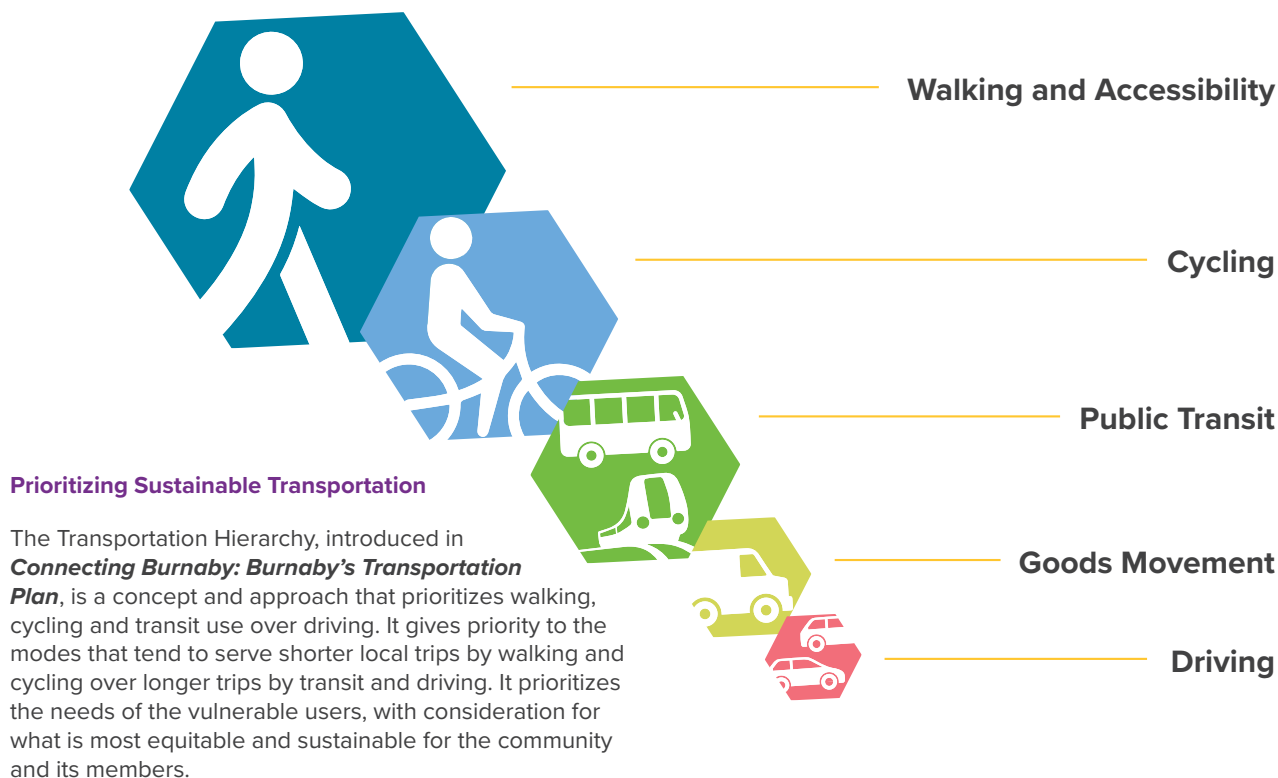 Walking and Accessibility
Cycling
Public Transit
Goods Movement
Driving
Prioritizing Sustainable Transportation
The Transportation Hierarchy, introduced in
Connecting Burnaby: Burnaby’s Transportation
Plan, is a concept and approach that prioritizes walking,
cycling and transit use over driving. It gives priority to the
modes that tend to serve shorter local trips by walking and
cycling over longer trips by transit and driving. It prioritizes
the needs of the vulnerable users, with consideration for
what is most equitable and sustainable for the community
and its members.